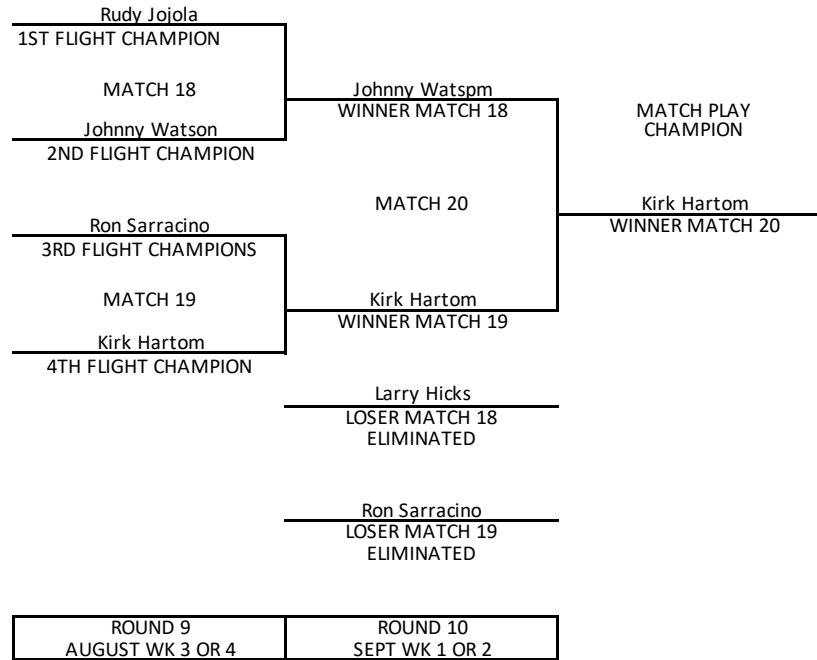 Rudy Jojola
1ST FLIGHT CHAMPION
MATCH 18
Johnny Watson
2ND FLIGHT CHAMPION
Johnny Watspm
WINNER MATCH 18
MATCH PLAY
CHAMPION
MATCH 20
Kirk Hartom
WINNER MATCH 20
Ron Sarracino
3RD FLIGHT CHAMPIONS
MATCH 19
Kirk Hartom
4TH FLIGHT CHAMPION
Kirk Hartom
WINNER MATCH 19
Larry Hicks
LOSER MATCH 18
ELIMINATED
Ron Sarracino
LOSER MATCH 19
ELIMINATED
ROUND 9
AUGUST WK 3 OR 4
ROUND 10
SEPT WK 1 OR 2